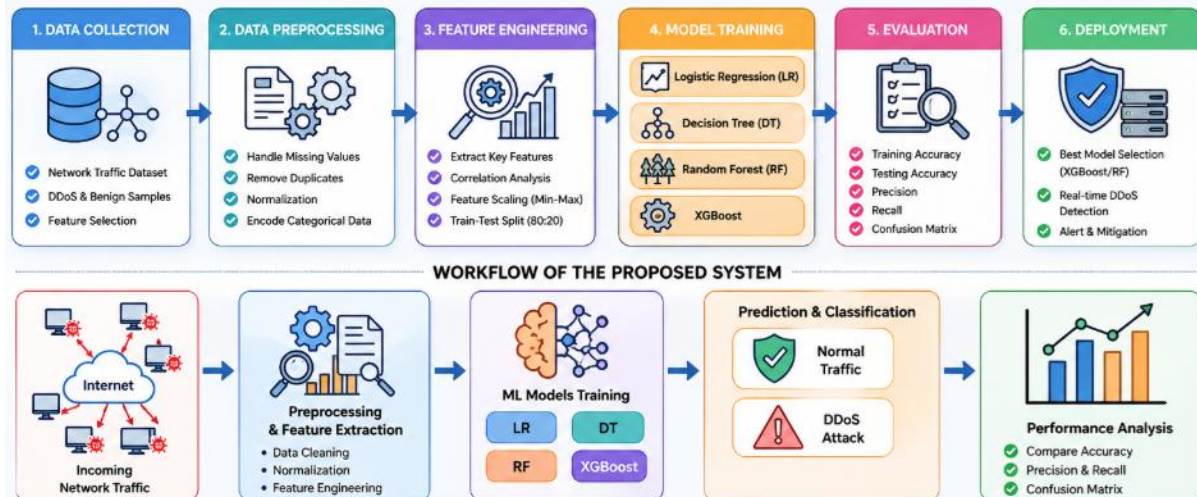 1. DATA COLLECTION
Network Traffic Dataset
DDoS & Benign Samples
Feature Selection
2. DATA PREPROCESSING
Handle Missing Values
Remove Duplicates
Normalization
Encode Categorical Data
3. FEATURE ENGINEERING
Extract Key Features
Correlation Analysis
Feature Scaling (Min-Max)
Train-Test Split (80:20)
4. MODEL TRAINING
Logistic Regression (LR)
Decision Tree (DT)
Random Forest (RF)
XGBoost
5. EVALUATION
Training Accuracy
Testing Accuracy
Precision
Recall
Confusion Matrix
6. DEPLOYMENT
Best Model Selection
(XGBoost/RF)
Real-time DDoS
Detection
Alert & Mitigation
WORKFLOW OF THE PROPOSED SYSTEM
Internet
Incoming
Network Traffic
Preprocessing
& Feature Extraction
• Data Cleaning
• Normalization
• Feature Engineering
ML Models Training
LR
DT
RF
XGBoost
Prediction & Classification
Normal
Traffic
DDoS
Attack
Performance Analysis
Compare Accuracy
Precision & Recall
Confusion Matrix